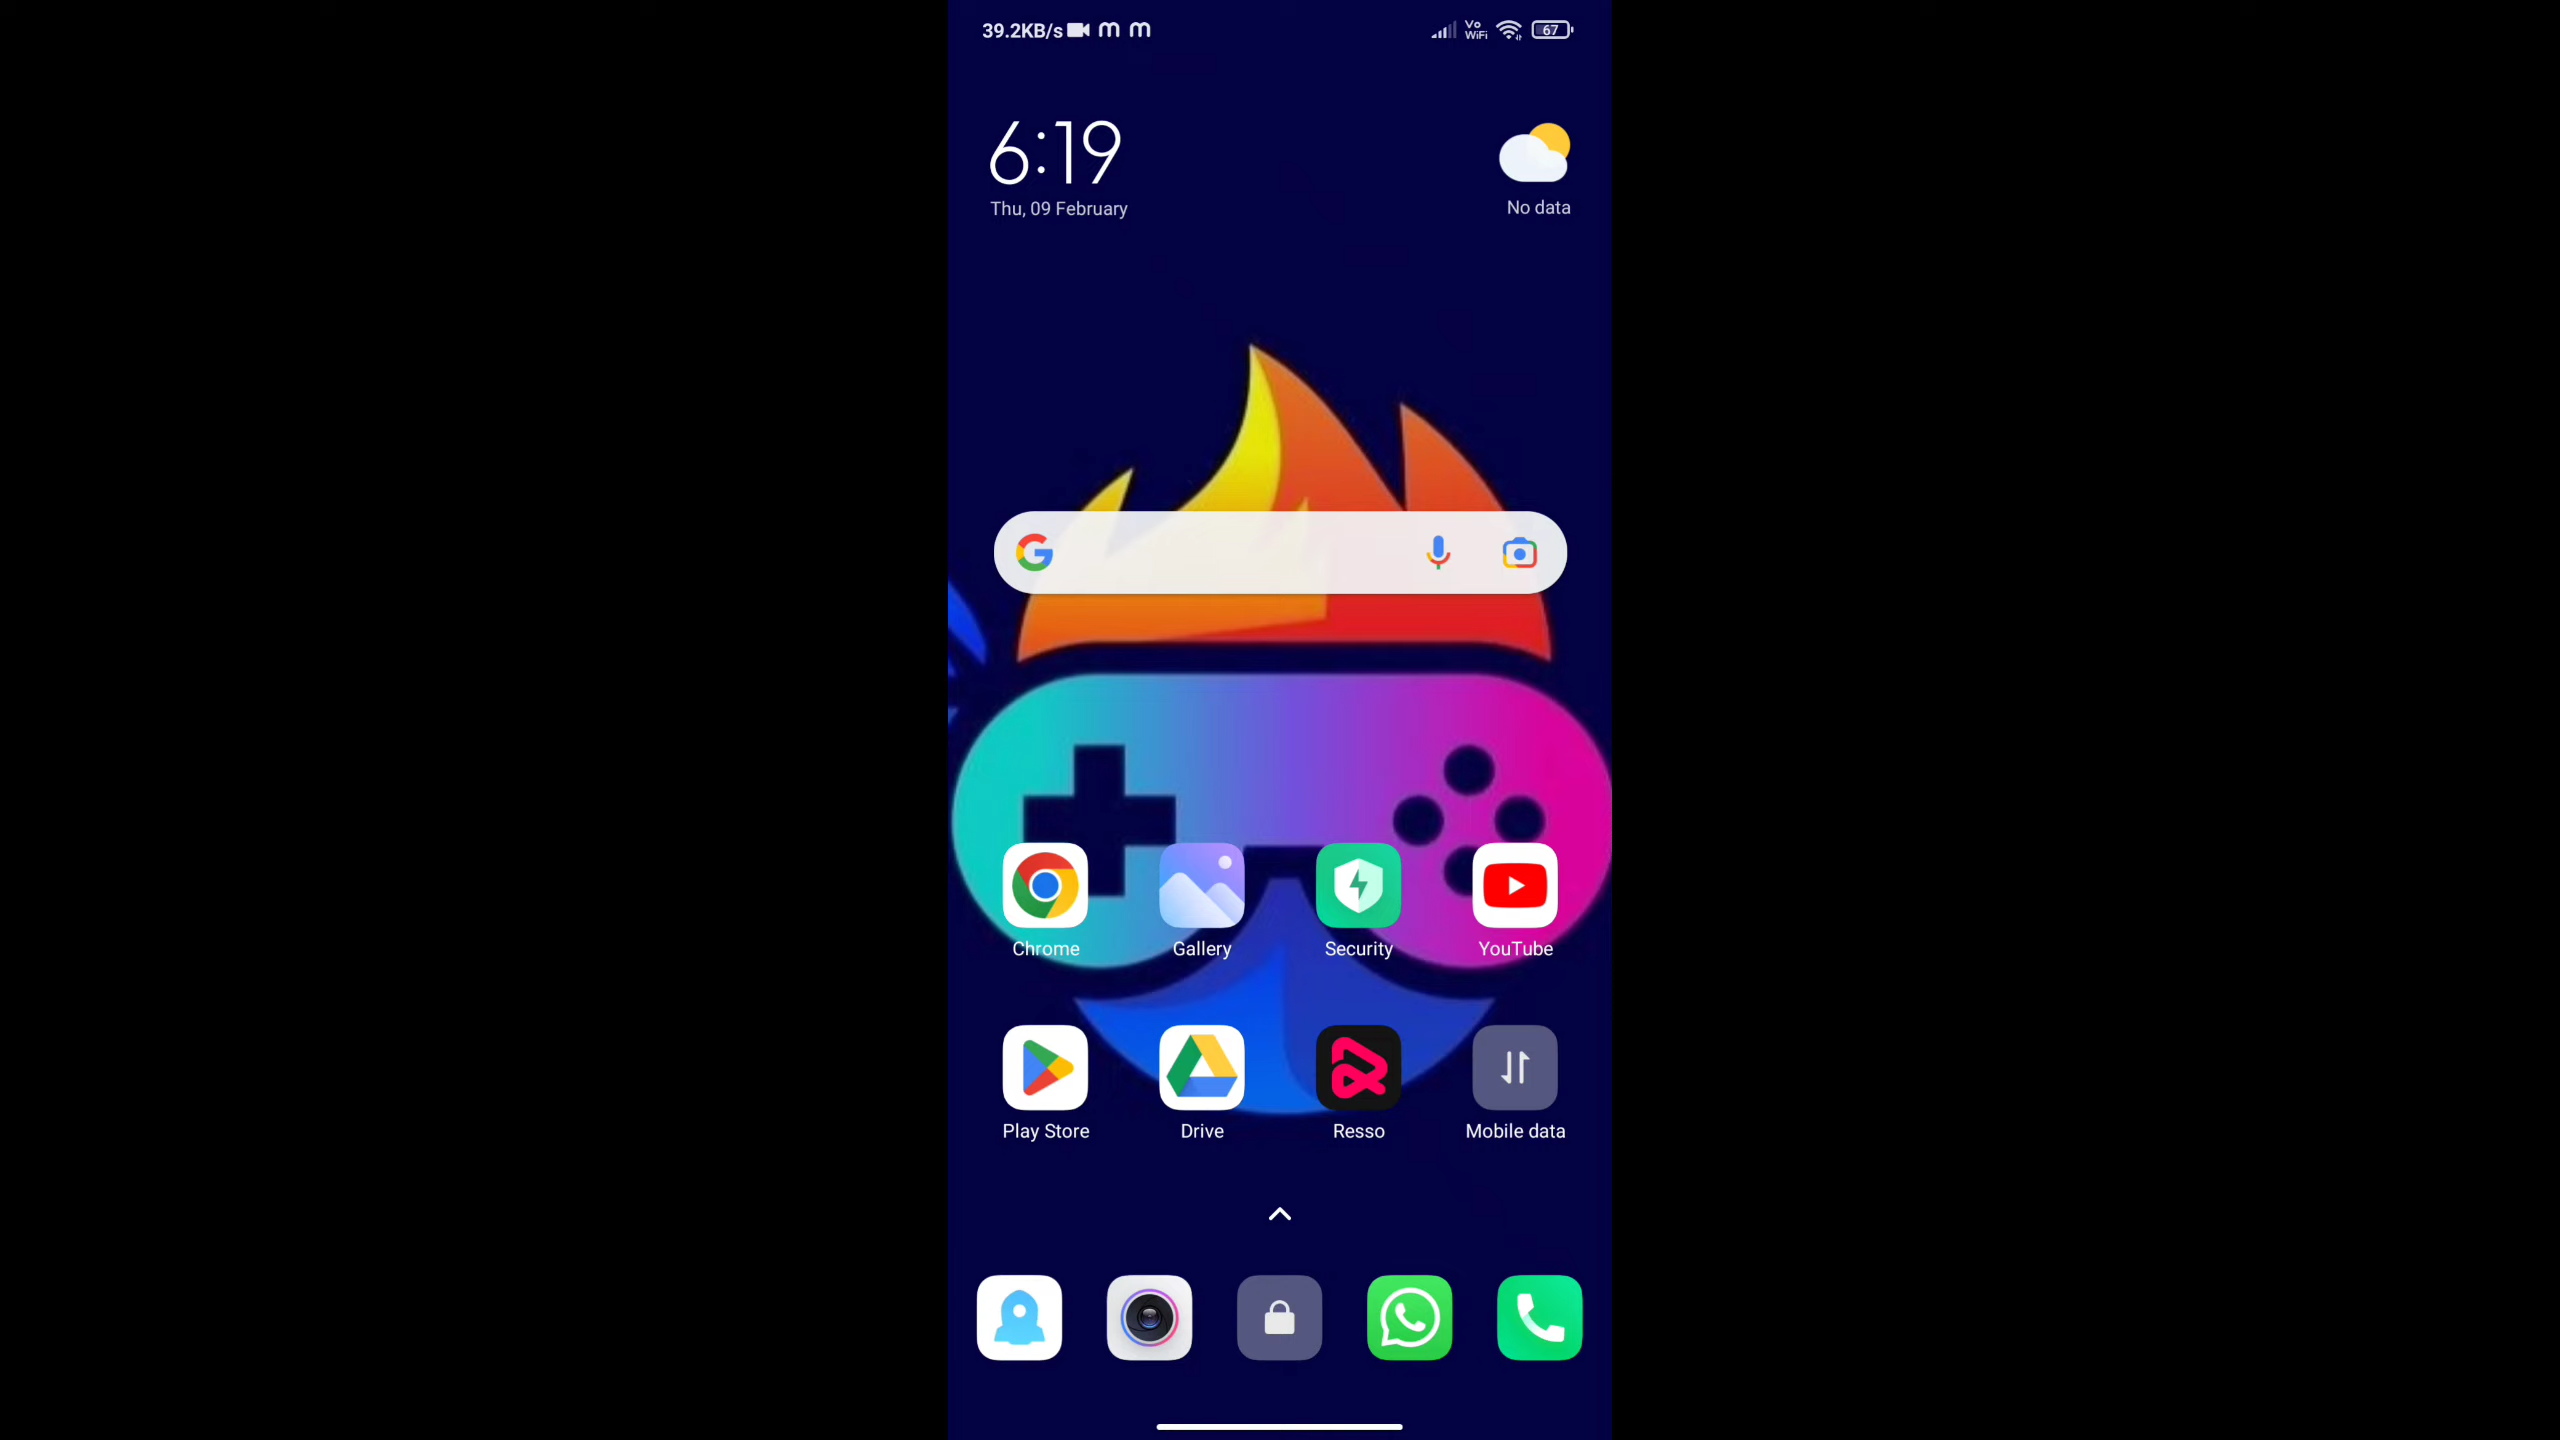 39.2KB/s m m Vo WiFi 67
6:19
Thu, 09 February
No data
Chrome Gallery Security YouTube
Play Store Drive Resso Mobile data